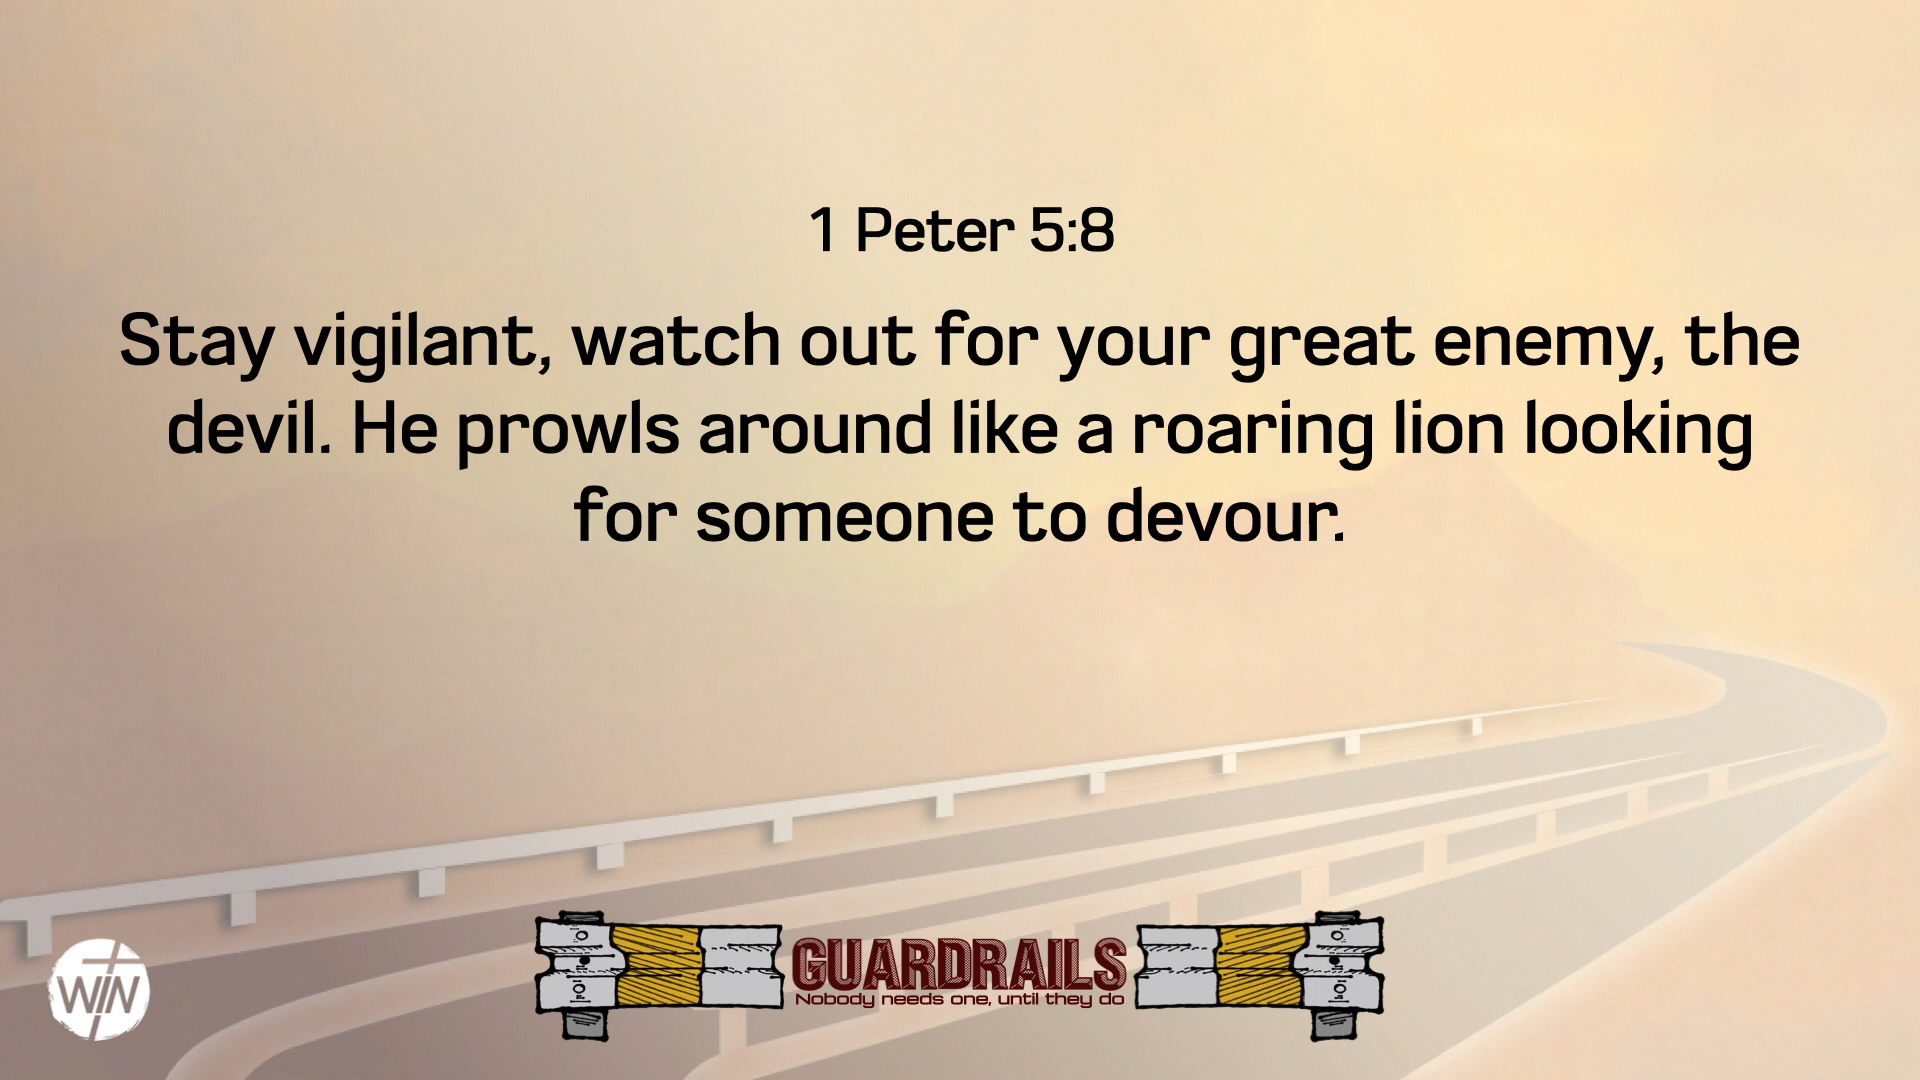 1 Peter 5:8
Stay vigilant, watch out for your great enemy, the
devil. He prowls around like a roaring lion looking
for someone to devour.
GUARDRAILS
Nobody needs one, until they do
WIN